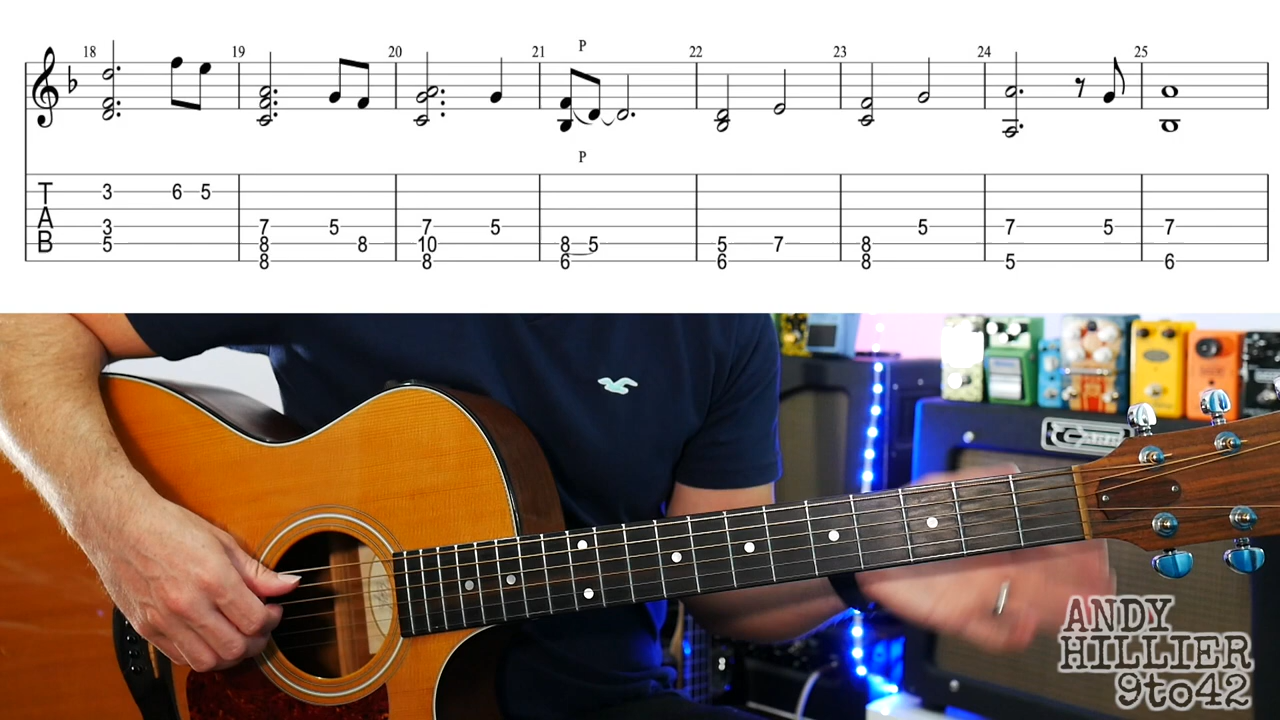 18 19 20 21 22 23 24 25
P
P
T 3 6 5
A 3 7 5 7 5 5 7 5 7
B 5 8 8 10 8 5 5 7 8
8 8 6 6 8 5 6
ANDY
HILLIER
9to42